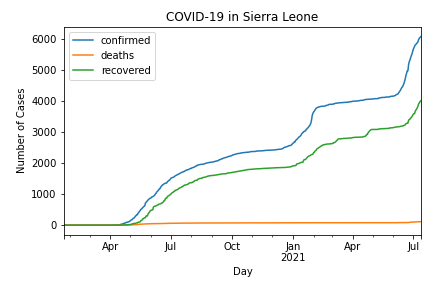 COVID-19 in Sierra Leone
confirmed
deaths
recovered
Number of Cases
6000
5000
4000
3000
2000
1000
0
Apr
Jul
Oct
Jan
2021
Apr
Jul
Day